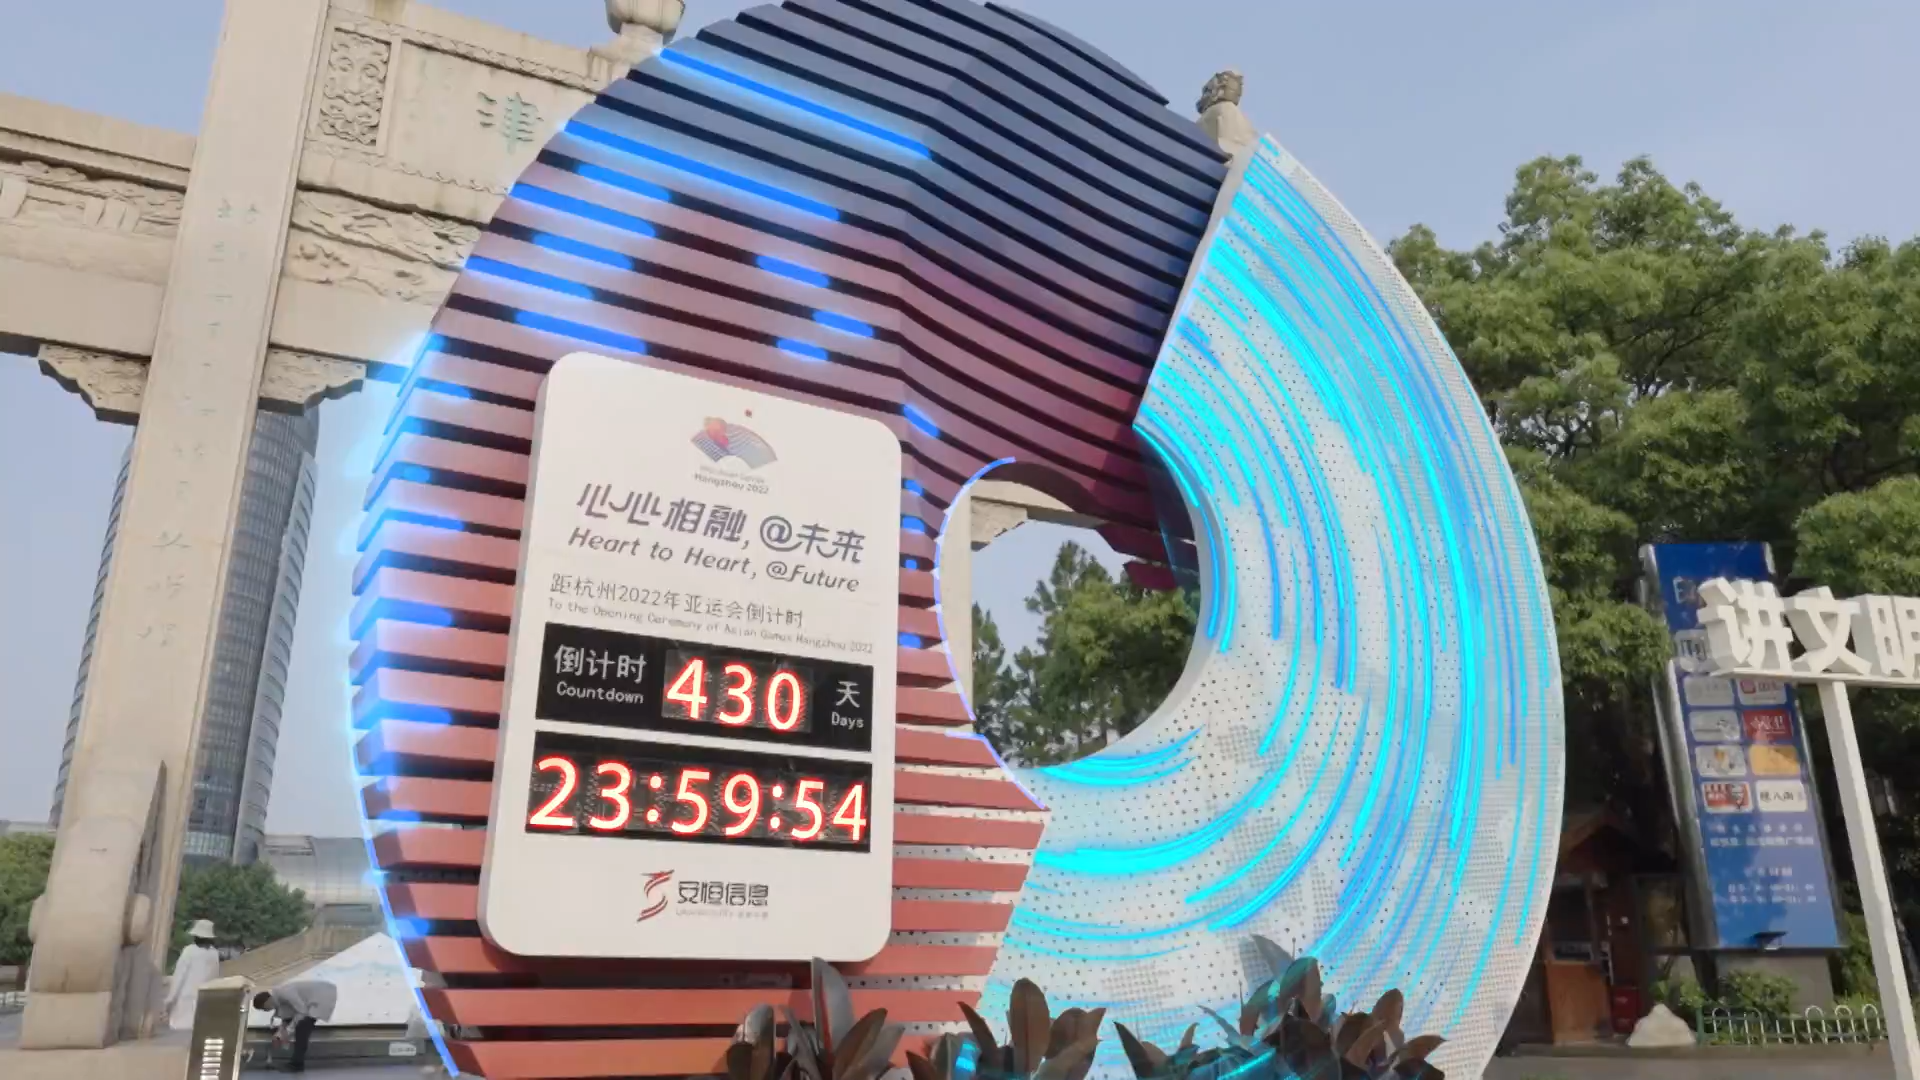 津
Hangzhou 2022
心心相融,@未来
Heart to Heart, @Future
距杭州2022年亚运会倒计时
To the Opening Ceremony of Asian Games Hangzhou 2022
倒计时 430 天
Countdown Days
23:59:54
安恒信息
讲文明